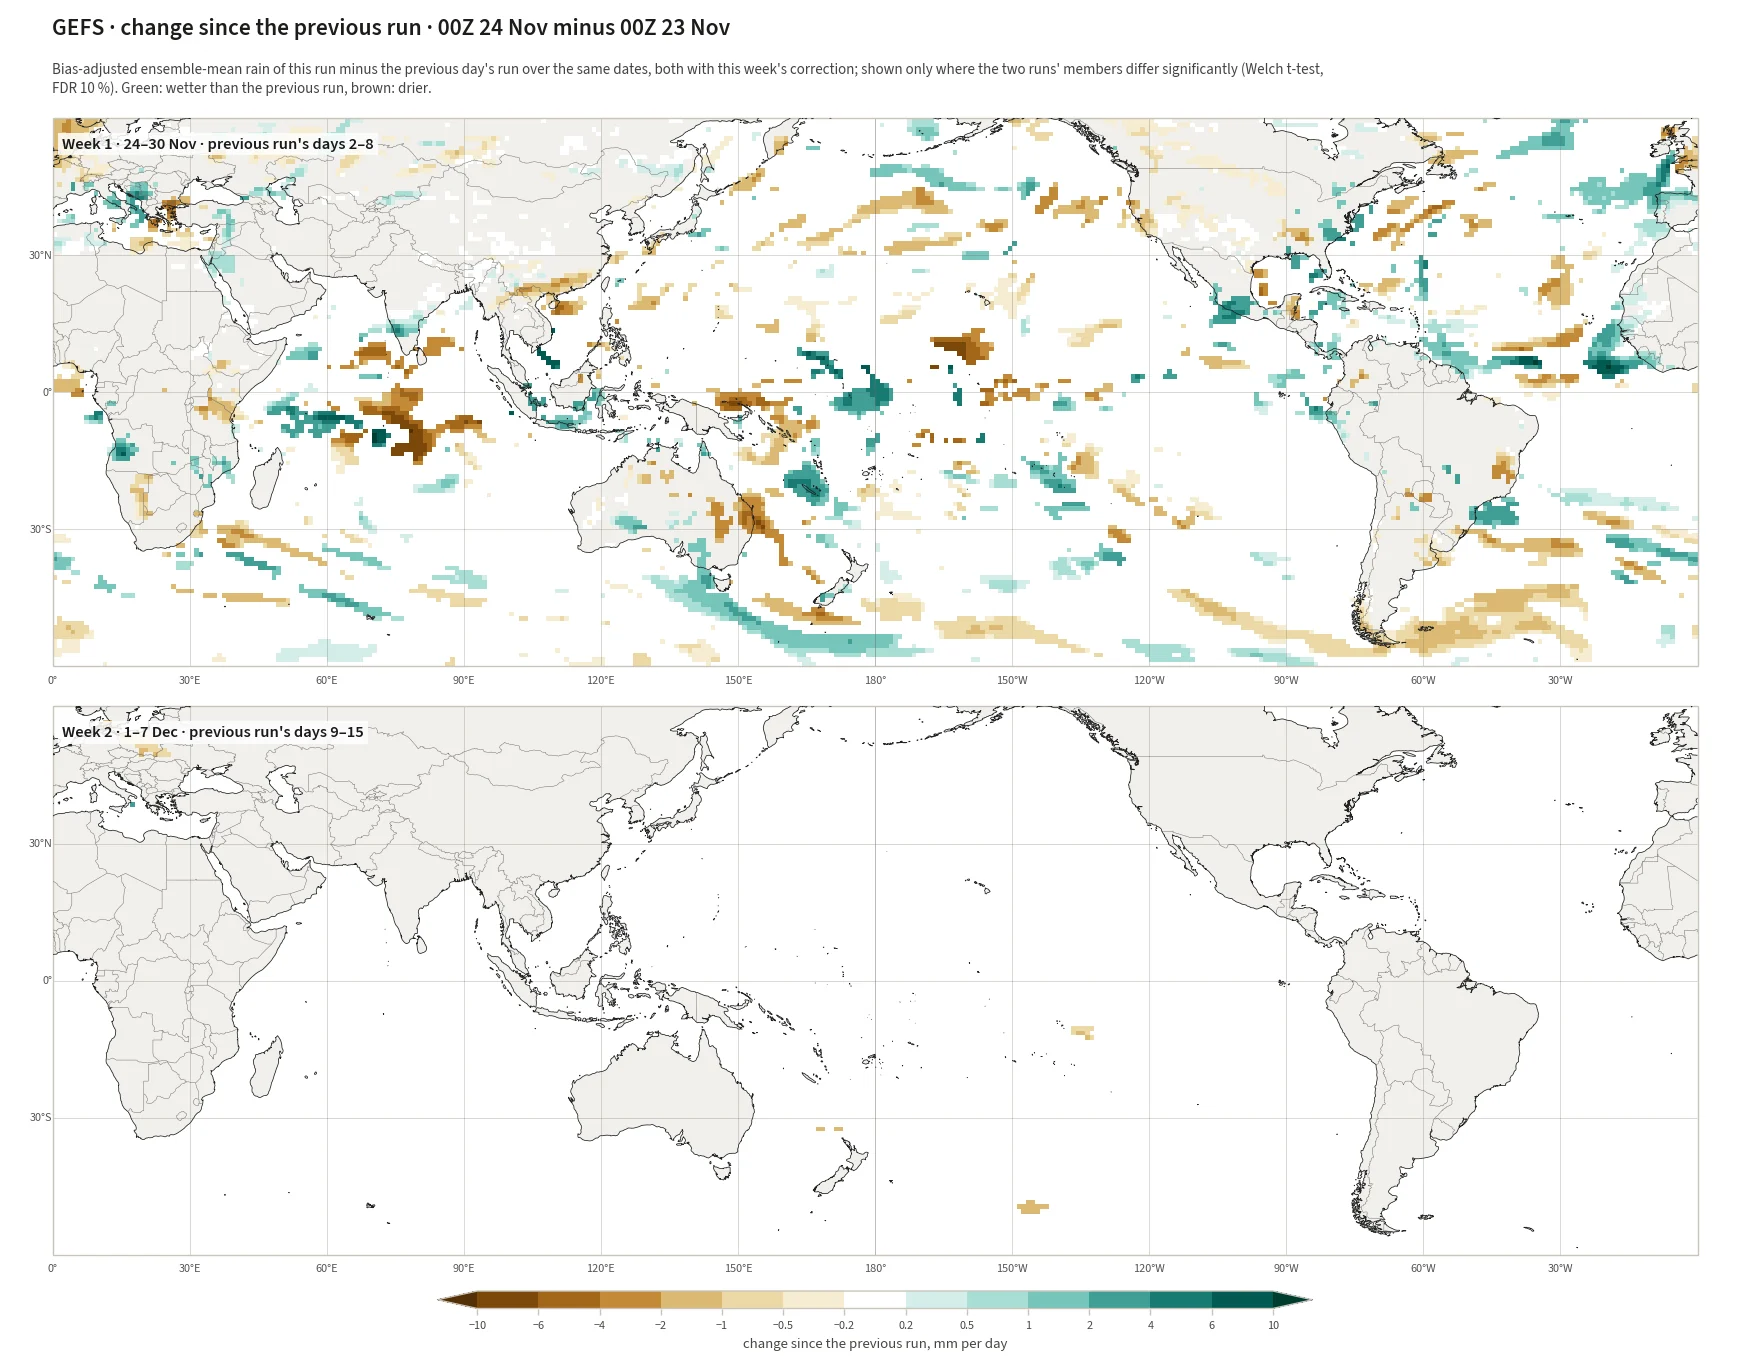 GEFS · change since the previous run · 00Z 24 Nov minus 00Z 23 Nov
Bias-adjusted ensemble-mean rain of this run minus the previous day's run over the same dates, both with this week's correction; shown only where the two runs' members differ significantly (Welch t-test,
FDR 10 %). Green: wetter than the previous run, brown: drier.
Week 1 · 24–30 Nov · previous run's days 2–8
30°N
0°
30°S
0° 30°E 60°E 90°E 120°E 150°E 180° 150°W 120°W 90°W 60°W 30°W
Week 2 · 1–7 Dec · previous run's days 9–15
30°N
0°
30°S
0° 30°E 60°E 90°E 120°E 150°E 180° 150°W 120°W 90°W 60°W 30°W
−10 −6 −4 −2 −1 −0.5 −0.2 0.2 0.5 1 2 4 6 10
change since the previous run, mm per day